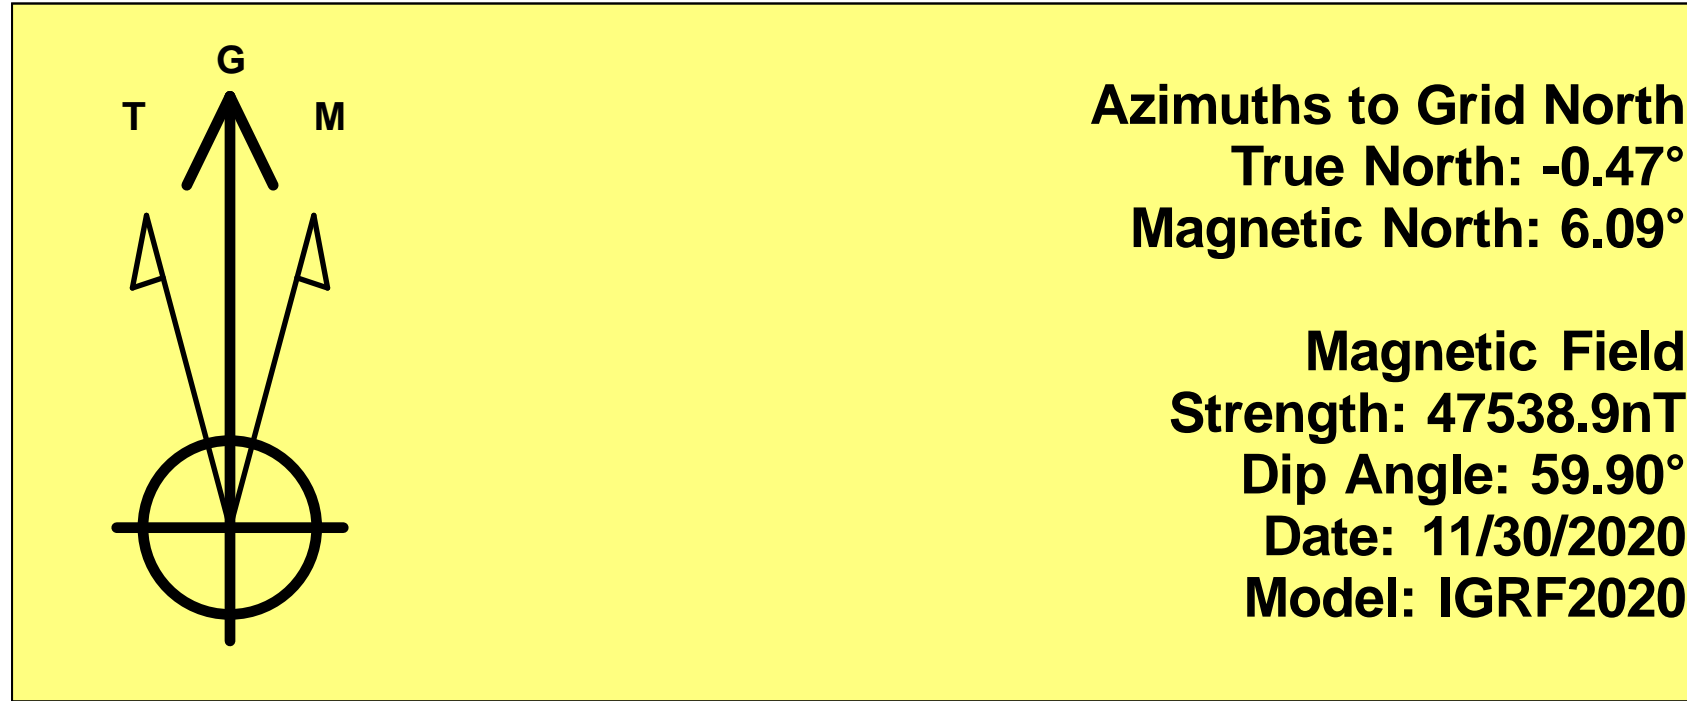 G
T M
Azimuths to Grid North
True North: -0.47°
Magnetic North: 6.09°
Magnetic Field
Strength: 47538.9nT
Dip Angle: 59.90°
Date: 11/30/2020
Model: IGRF2020